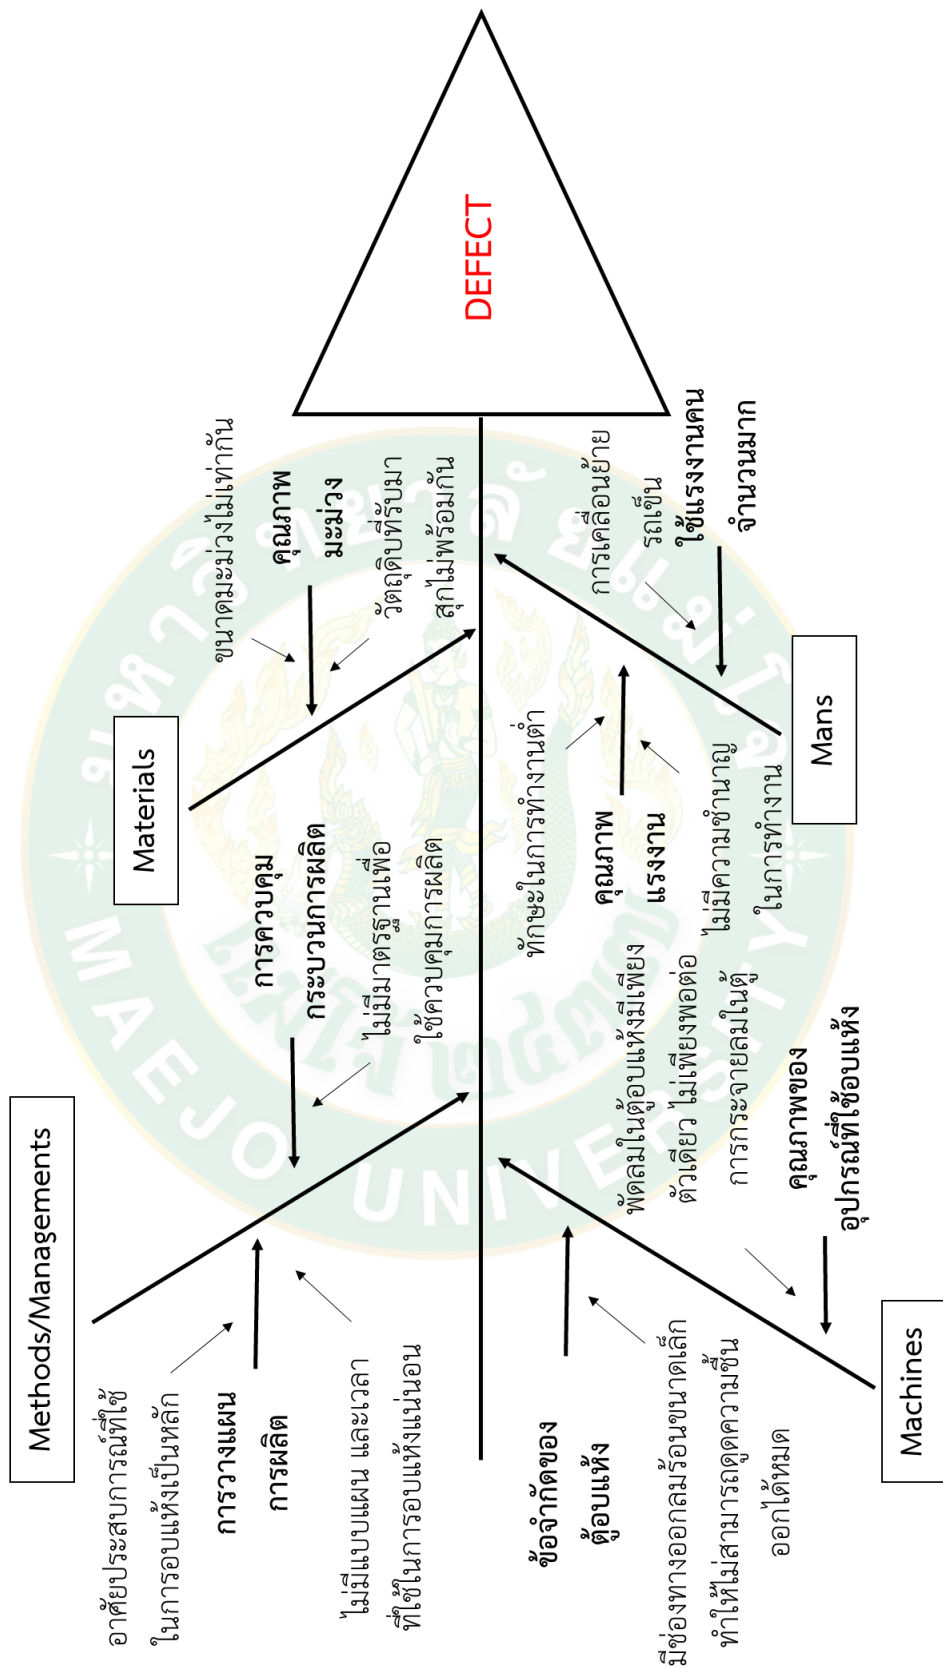 Methods/Managements
อาศัยประสบการณ์ที่ใช้
ในการอบแห้งเป็นหลัก
การวางแผน
การผลิต
ไม่มีแบบแผน และเวลา
ที่ใช้ในการอบแห้งแน่นอน
การควบคุม
กระบวนการผลิต
ไม่มีมาตรฐานเพื่อ
ใช้ควบคุมการผลิต
Materials
ขนาดมะม่วงไม่เท่ากัน
คุณภาพ
มะม่วง
วัตถุดิบที่รับมา
สุกไม่พร้อมกัน
DEFECT
Machines
ข้อจำกัดของ
ตู้อบแห้ง
มีช่องทางออกลมร้อนขนาดเล็ก
ทำให้ไม่สามารถดูดความชื้น
ออกได้หมด
พัดลมในตู้อบแห้งมีเพียง
ตัวเดียว ไม่เพียงพอต่อ
การกระจายลมในตู้
คุณภาพของ
อุปกรณ์ที่ใช้อบแห้ง
Mans
ทักษะในการทำงานต่ำ
คุณภาพ
แรงงาน
ไม่มีความชำนาญ
ในการทำงาน
การเคลื่อนย้าย
รถเข็น
ใช้แรงงานคน
จำนวนมาก
มหาวิทยาลัยแม่โจ้
MAEJO UNIVERSITY